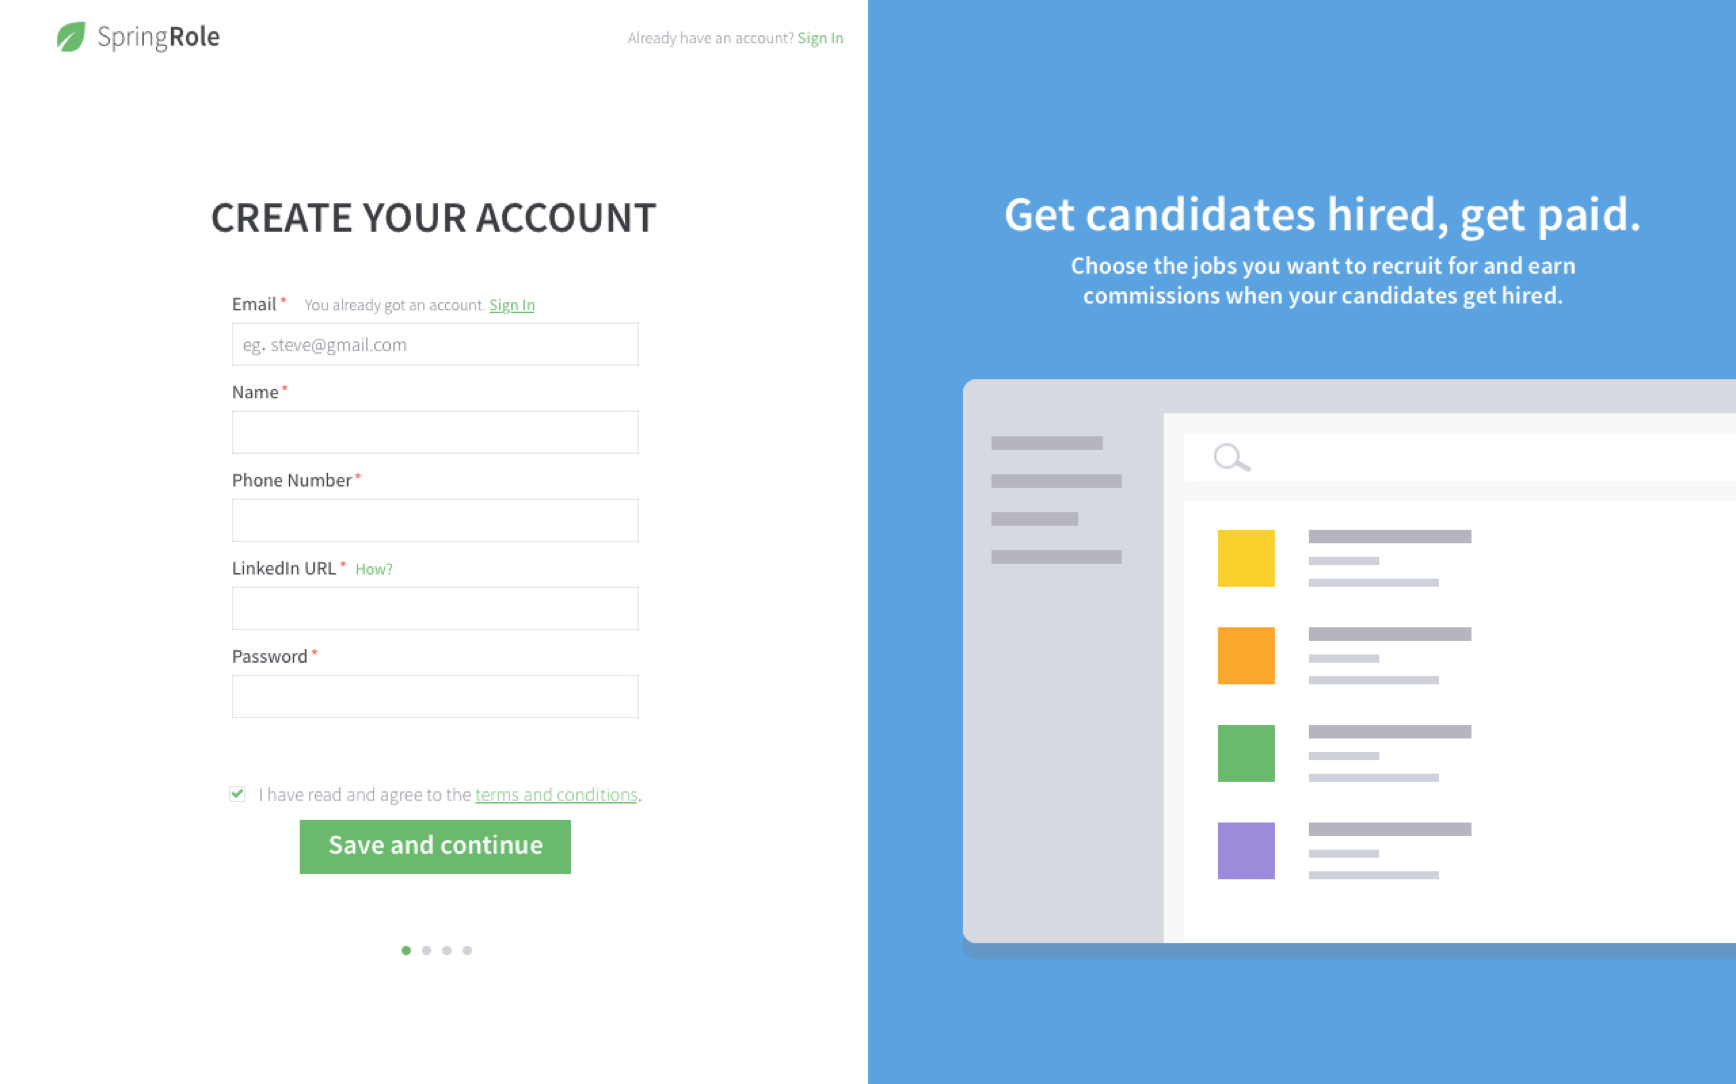 SpringRole
Already have an account? Sign In
CREATE YOUR ACCOUNT
Email * You already got an account. Sign In
eg. steve@gmail.com
Name *
Phone Number *
LinkedIn URL * How?
Password *
I have read and agree to the terms and conditions.
Save and continue
Get candidates hired, get paid.
Choose the jobs you want to recruit for and earn
commissions when your candidates get hired.